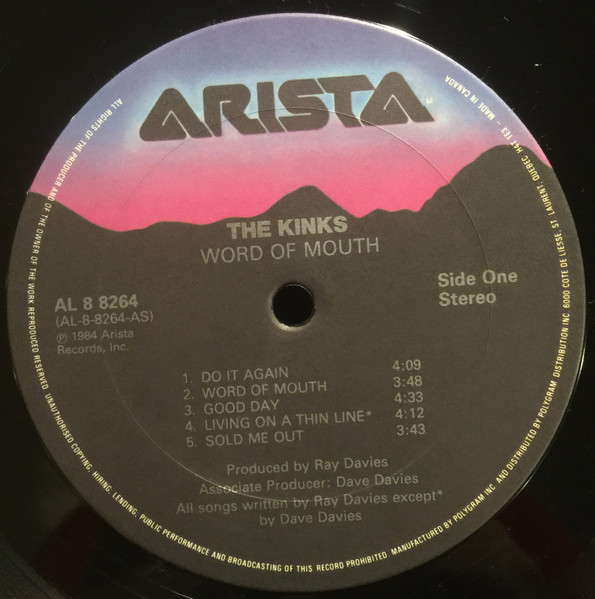 ARISTA
THE KINKS
WORD OF MOUTH
AL 8 8264
(AL-8-8264-AS)
℗ 1984 Arista
Records, Inc.
Side One
Stereo
1. DO IT AGAIN 4:09
2. WORD OF MOUTH 3:48
3. GOOD DAY 4:33
4. LIVING ON A THIN LINE* 4:12
5. SOLD ME OUT 3:43
Produced by Ray Davies
Associate Producer: Dave Davies
All songs written by Ray Davies except*
by Dave Davies
ALL RIGHTS OF THE PRODUCER AND OF THE OWNER OF THE WORK REPRODUCED RESERVED. UNAUTHORISED COPYING, HIRING, LENDING, PUBLIC PERFORMANCE AND BROADCASTING OF THIS RECORD PROHIBITED. MANUFACTURED BY POLYGRAM INC. AND DISTRIBUTED BY POLYGRAM DISTRIBUTION INC. 6000 COTE DE LIESSE, ST. LAURENT, QUEBEC, H4T 1E3 – MADE IN CANADA